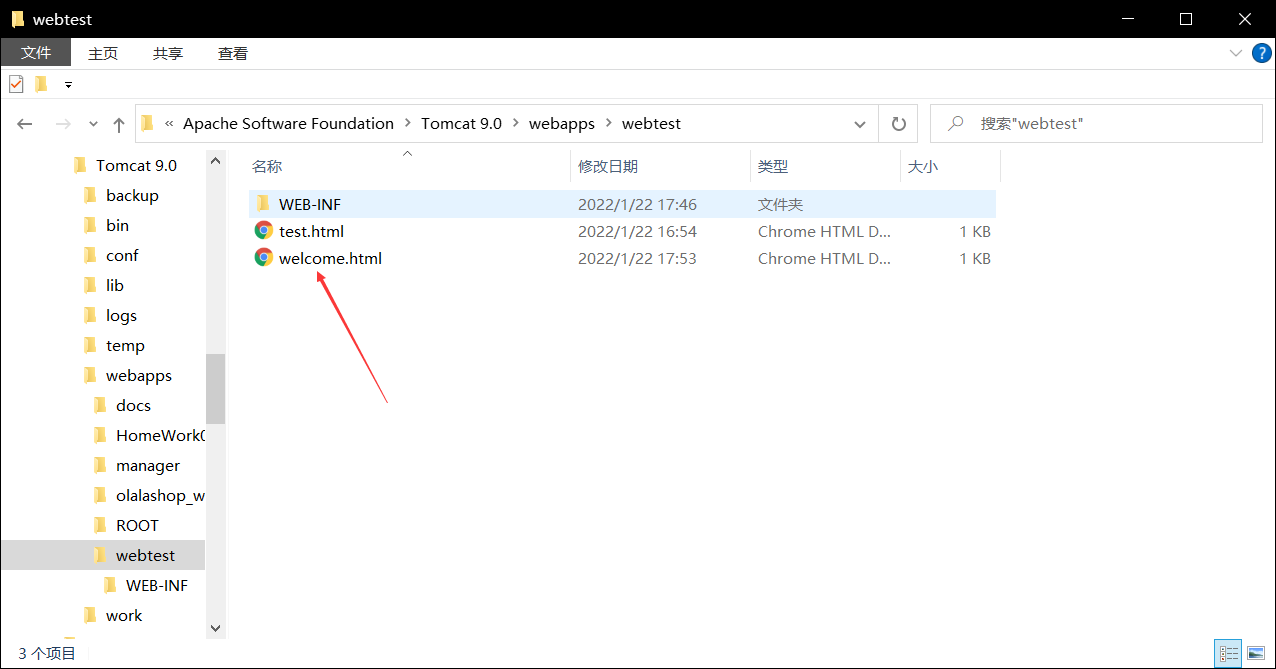 webtest
文件 主页 共享 查看
« Apache Software Foundation › Tomcat 9.0 › webapps › webtest 搜索"webtest"
名称 修改日期 类型 大小
WEB-INF 2022/1/22 17:46 文件夹
test.html 2022/1/22 16:54 Chrome HTML D... 1 KB
welcome.html 2022/1/22 17:53 Chrome HTML D... 1 KB
Tomcat 9.0
backup
bin
conf
lib
logs
temp
webapps
docs
HomeWork0
manager
olalashop_w
ROOT
webtest
WEB-INF
work
3 个项目